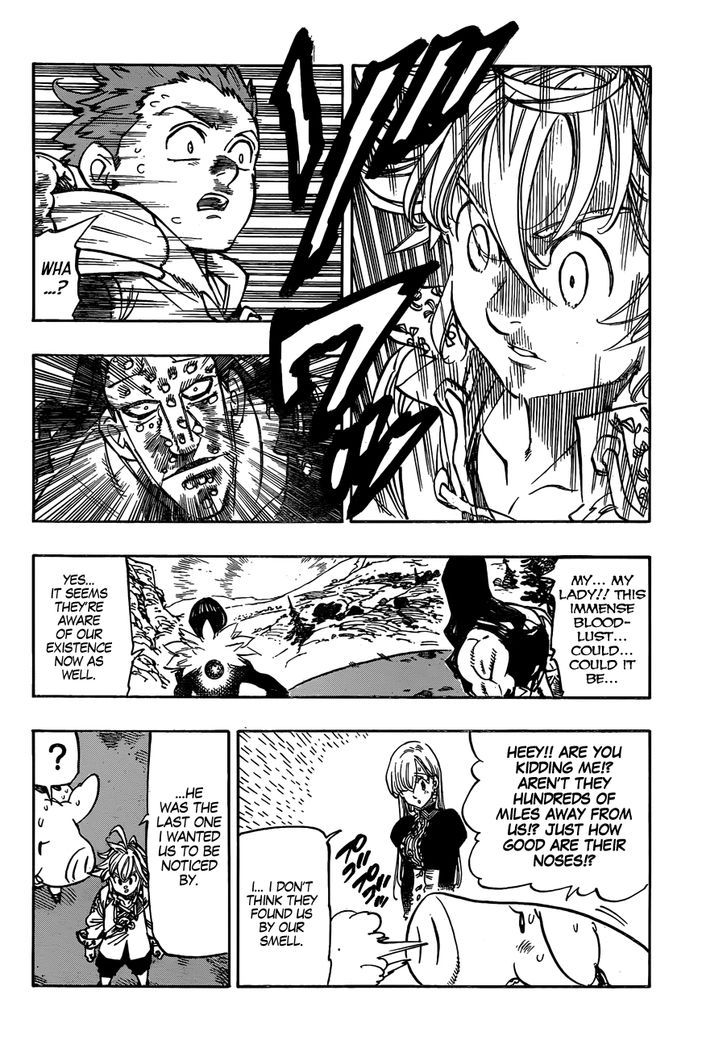 WHA
...?
MY... MY
LADY!! THIS
IMMENSE
BLOOD-
LUST...
COULD...
COULD IT
BE...
YES...
IT SEEMS
THEY'RE
AWARE
OF OUR
EXISTENCE
NOW AS
WELL.
HEEY!! ARE YOU
KIDDING ME!?
AREN'T THEY
HUNDREDS OF
MILES AWAY FROM
US!? JUST HOW
GOOD ARE THEIR
NOSES!?
I... I DON'T
THINK THEY
FOUND US
BY OUR
SMELL.
...HE
WAS THE
LAST ONE
I WANTED
US TO BE
NOTICED
BY.
?